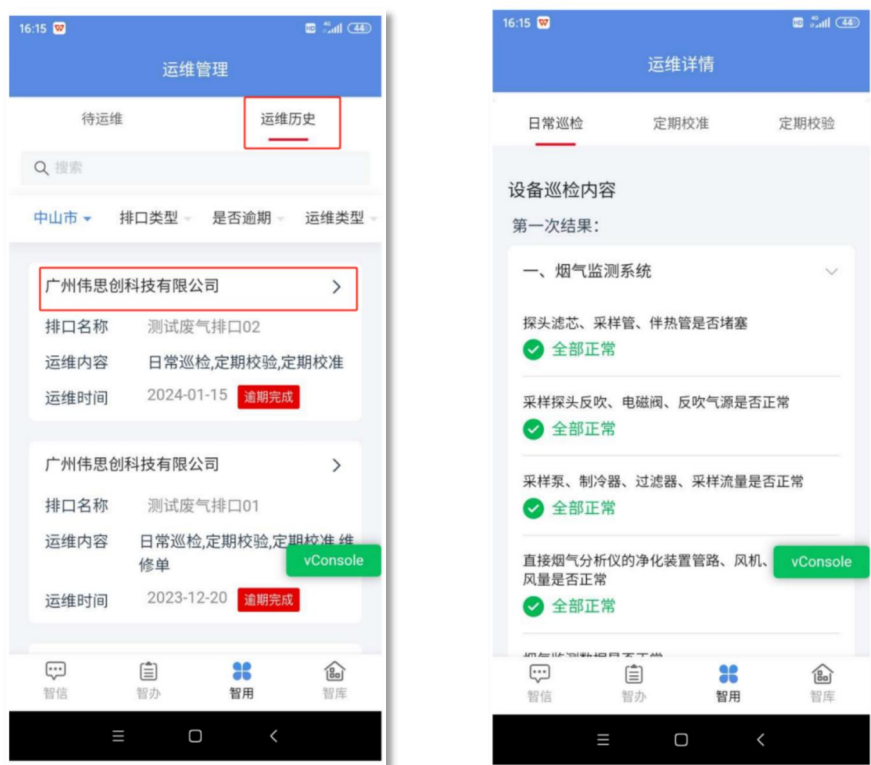 16:15
44
运维管理
待运维
运维历史
搜索
中山市
排口类型
是否逾期
运维类型
广州伟思创科技有限公司
排口名称
测试废气排口02
运维内容
日常巡检,定期校验,定期校准
运维时间
2024-01-15
逾期完成
广州伟思创科技有限公司
排口名称
测试废气排口01
运维内容
日常巡检,定期校验,定期校准,维
修单
vConsole
运维时间
2023-12-20
逾期完成
智信
智办
智用
智库
16:15
44
运维详情
日常巡检
定期校准
定期校验
设备巡检内容
第一次结果：
一、烟气监测系统
探头滤芯、采样管、伴热管是否堵塞
全部正常
采样探头反吹、电磁阀、反吹气源是否正常
全部正常
采样泵、制冷器、过滤器、采样流量是否正常
全部正常
直接烟气分析仪的净化装置管路、风机、
风量是否正常
vConsole
全部正常
烟气监测数据是否正常
智信
智办
智用
智库